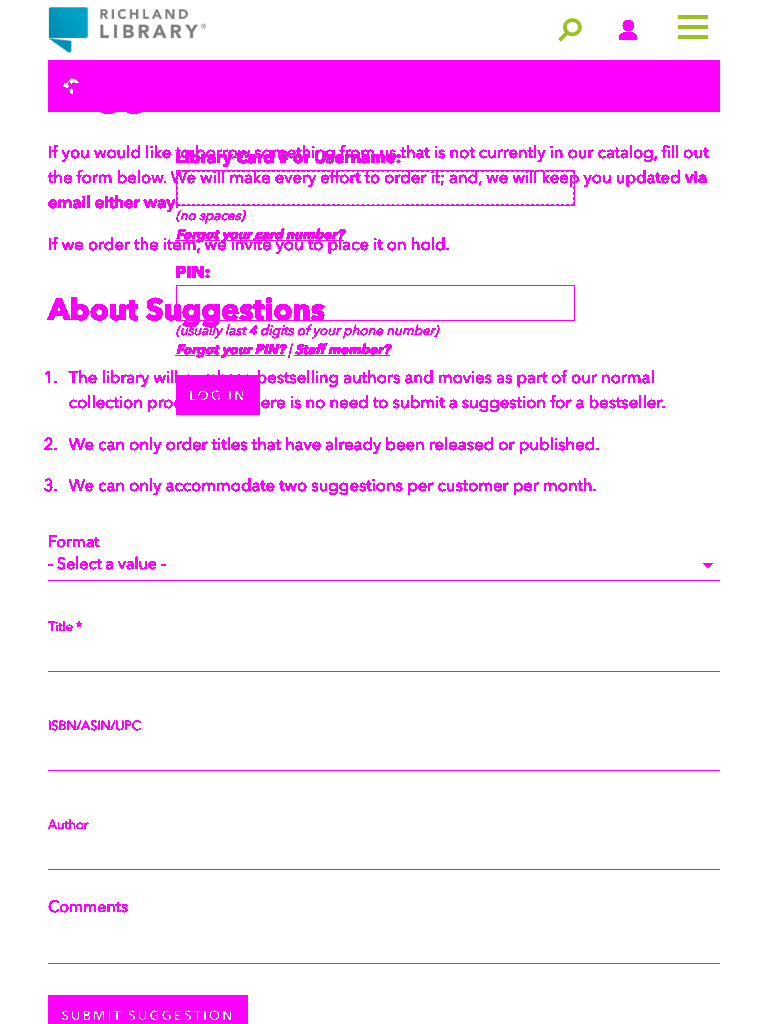 RICHLAND
LIBRARY®
If you would like to borrow something from us that is not currently in our catalog, fill out
Library Card # or Username:
the form below. We will make every effort to order it; and, we will keep you updated via
email either way
(no spaces)
Forgot your card number?
If we order the item, we invite you to place it on hold.
PIN:
About Suggestions
(usually last 4 digits of your phone number)
Forgot your PIN? | Staff member?
1. The library will bestselling authors and movies as part of our normal
LOG IN
collection there is no need to submit a suggestion for a bestseller.
2. We can only order titles that have already been released or published.
3. We can only accommodate two suggestions per customer per month.
Format
- Select a value -
Title *
ISBN/ASIN/UPC
Author
Comments
SUBMIT SUGGESTION